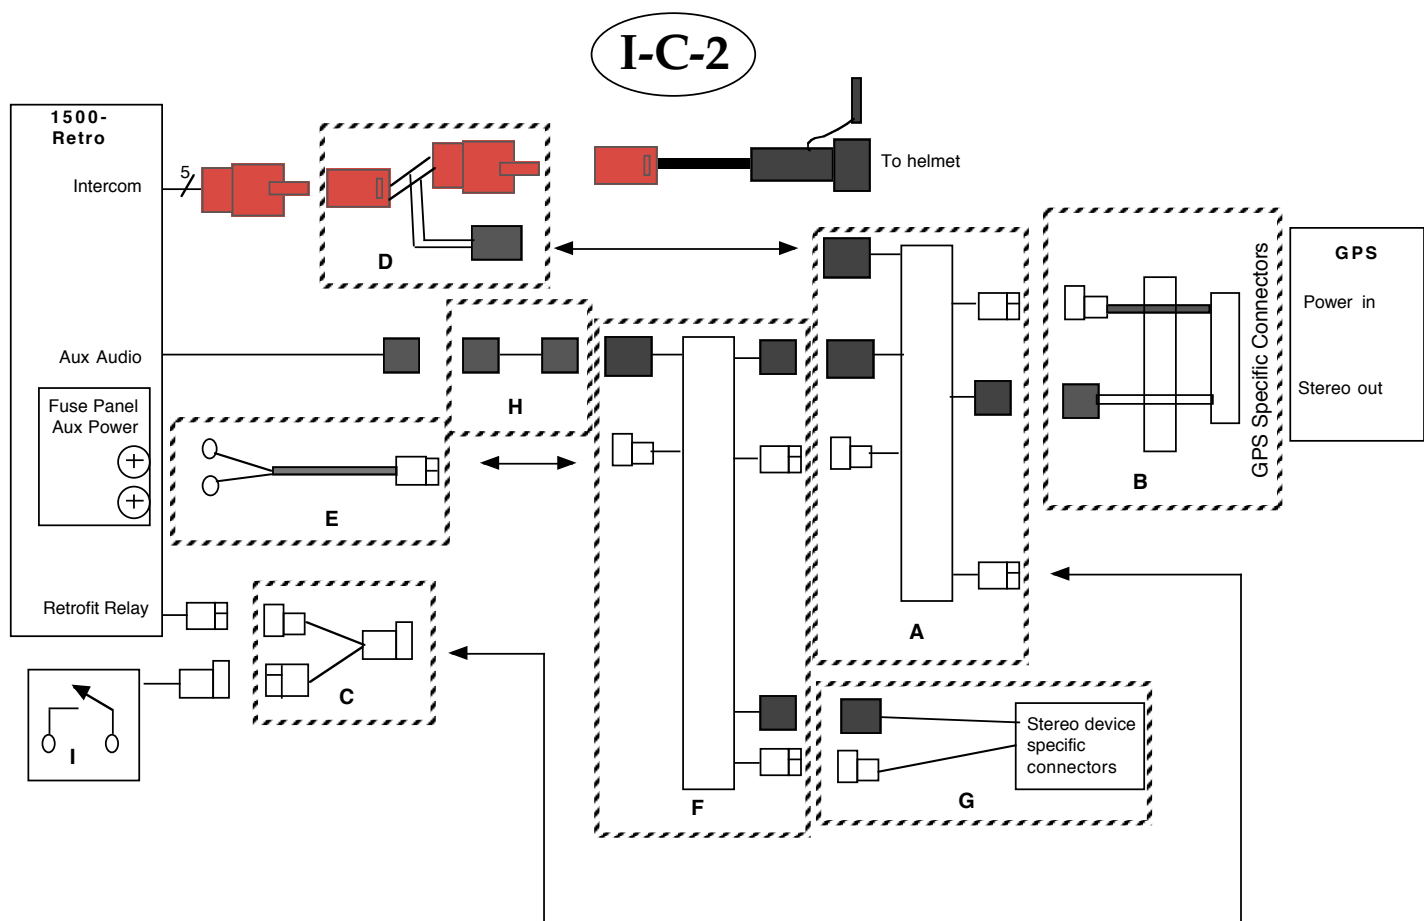 I-C-2
1500-
Retro
Intercom
5
To helmet
D
GPS Specific Connectors
GPS
Power in
Stereo out
Aux Audio
H
Fuse Panel
Aux Power
E
B
Retrofit Relay
C
A
I
F
Stereo device
specific
connectors
G